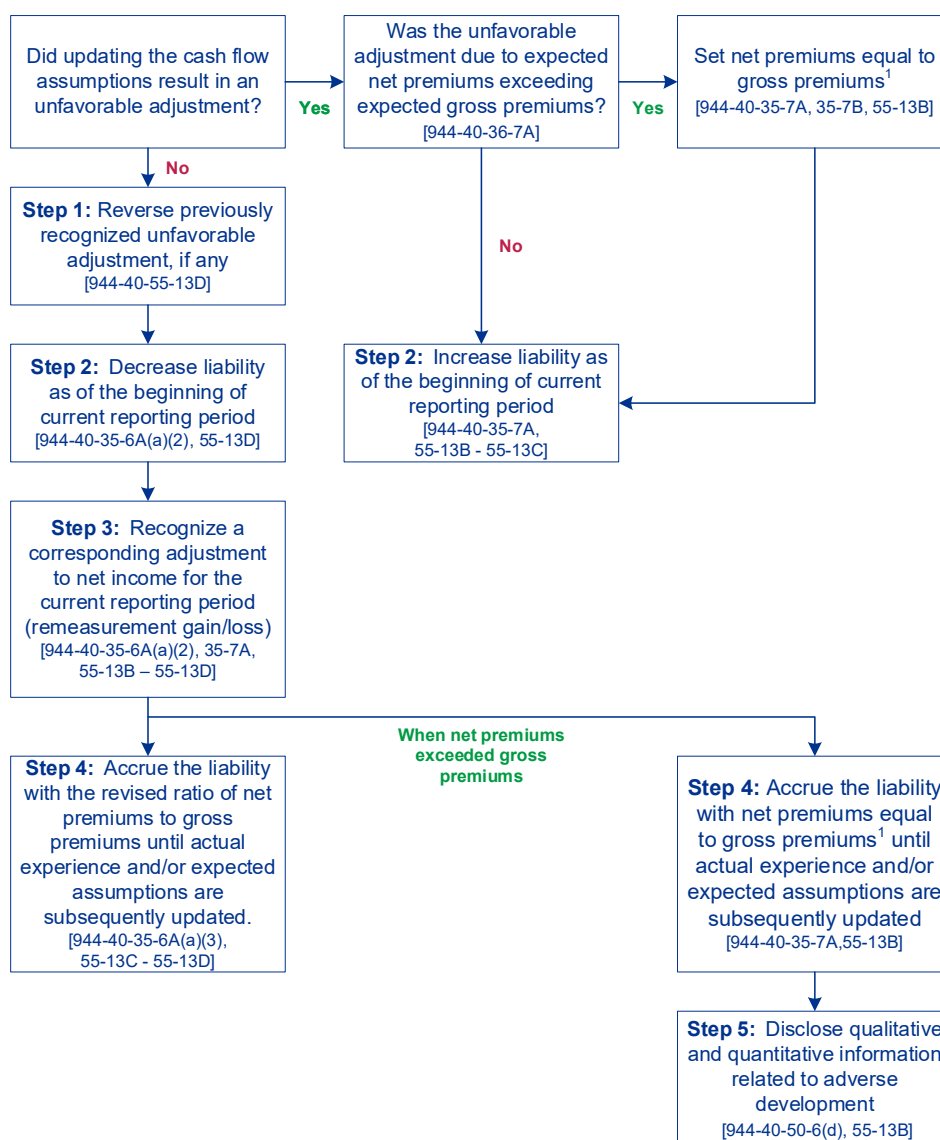 Did updating the cash flow
assumptions result in an
unfavorable adjustment?
Yes
Was the unfavorable
adjustment due to expected
net premiums exceeding
expected gross premiums?
[944-40-36-7A]
Yes
Set net premiums equal to
gross premiums1
[944-40-35-7A, 35-7B, 55-13B]
No
Step 1: Reverse previously
recognized unfavorable
adjustment, if any
[944-40-55-13D]
No
Step 2: Decrease liability
as of the beginning of
current reporting period
[944-40-35-6A(a)(2), 55-13D]
Step 2: Increase liability as
of the beginning of current
reporting period
[944-40-35-7A,
55-13B - 55-13C]
Step 3: Recognize a
corresponding adjustment
to net income for the
current reporting period
(remeasurement gain/loss)
[944-40-35-6A(a)(2), 35-7A,
55-13B – 55-13D]
When net premiums
exceeded gross
premiums
Step 4: Accrue the liability
with the revised ratio of net
premiums to gross
premiums until actual
experience and/or expected
assumptions are
subsequently updated.
[944-40-35-6A(a)(3),
55-13C - 55-13D]
Step 4: Accrue the liability
with net premiums equal
to gross premiums1 until
actual experience and/or
expected assumptions are
subsequently updated
[944-40-35-7A,55-13B]
Step 5: Disclose qualitative
and quantitative information
related to adverse
development
[944-40-50-6(d), 55-13B]